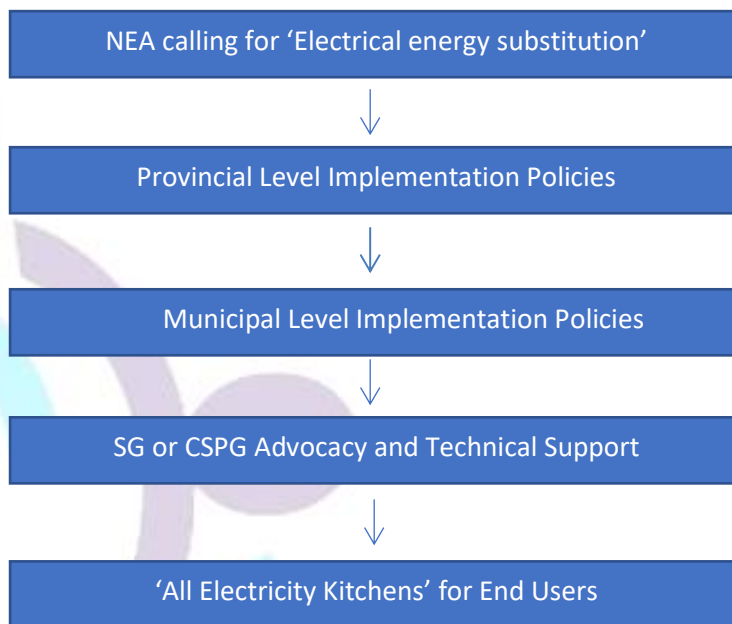 NEA calling for ‘Electrical energy substitution’
Provincial Level Implementation Policies
Municipal Level Implementation Policies
SG or CSPG Advocacy and Technical Support
‘All Electricity Kitchens’ for End Users